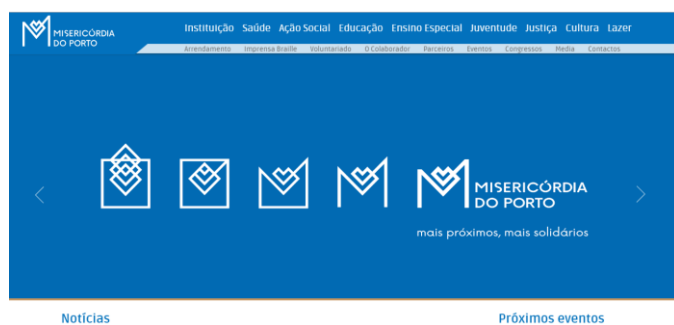 MISERICÓRDIA
DO PORTO
Instituição Saúde Ação Social Educação Ensino Especial Juventude Justiça Cultura Lazer
Arrendamento Imprensa Braille Voluntariado O Colaborador Parceiros Eventos Congressos Media Contactos
MISERICÓRDIA
DO PORTO
mais próximos, mais solidários
Notícias Próximos eventos